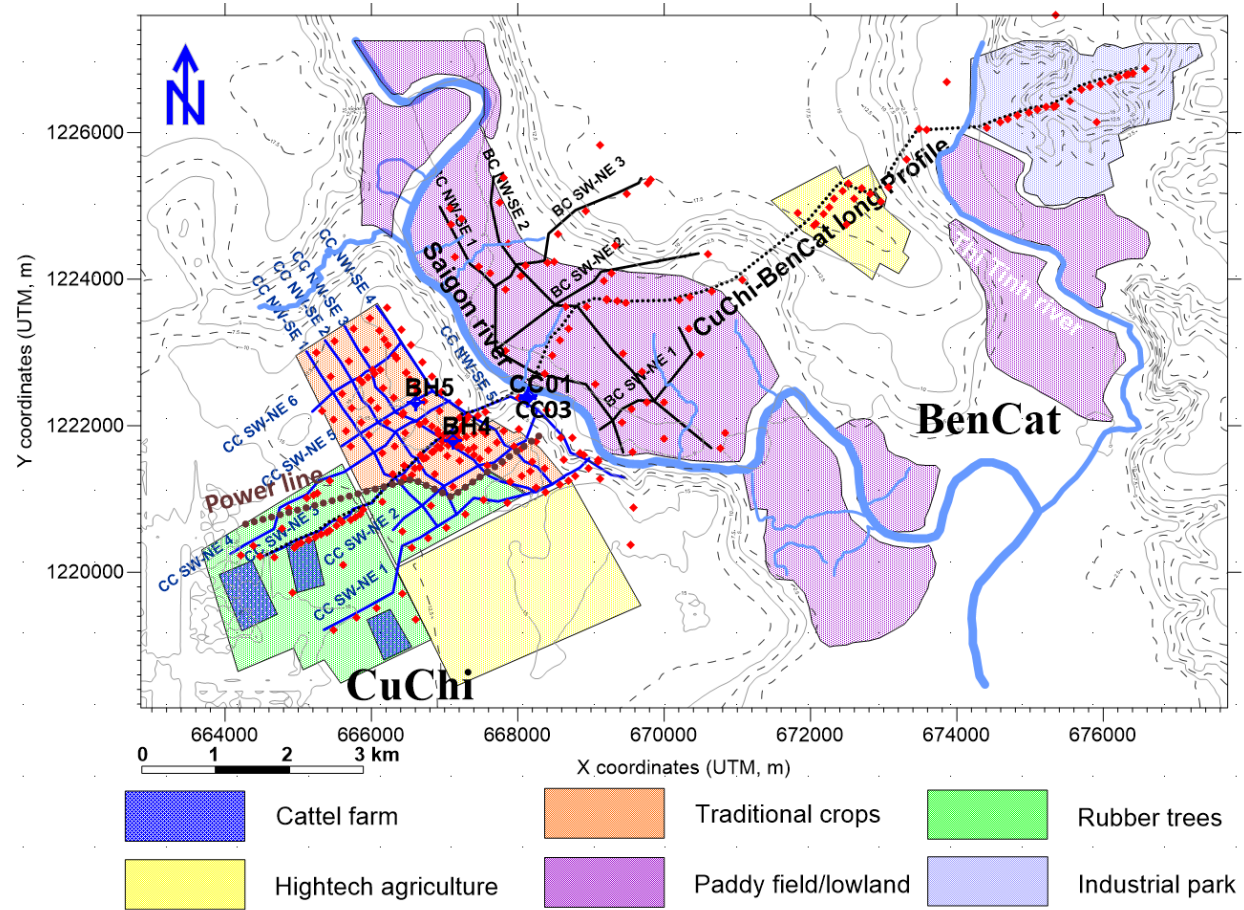 N
1226000
1224000
1222000
1220000
Y coordinates (UTM, m)
BC NW-SE 2
NW-SE 1
BC SW-NE 3
BC SW-NE 2
BC SW-NE 1
CuChi-BenCat long Profile
Saigon river
Thi Tinh river
CC NW-SE 1
CC NW-SE 2
CC NW-SE 3
CC NW-SE 4
CC NW-SE 5
CC SW-NE 6
CC SW-NE 5
CC SW-NE 4
CC SW-NE 3
CC SW-NE 2
CC SW-NE 1
BH5
BH4
CC01
CC03
Power line
BenCat
CuChi
664000 666000 668000 670000 672000 674000 676000
0 1 2 3 km
X coordinates (UTM, m)
Cattel farm
Traditional crops
Rubber trees
Hightech agriculture
Paddy field/lowland
Industrial park